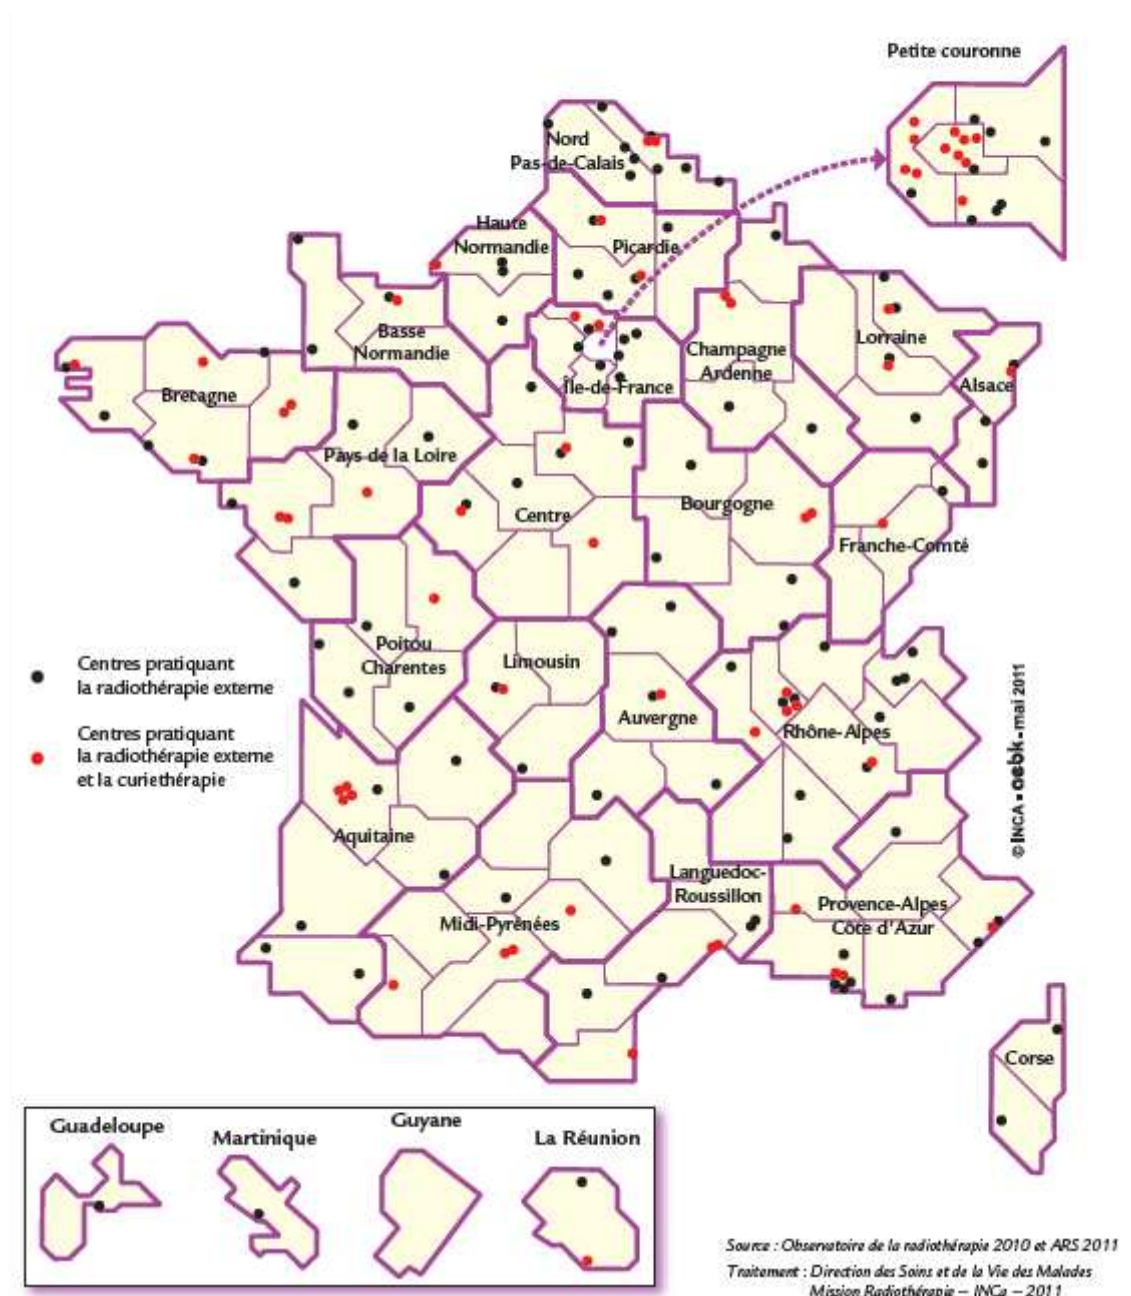 Petite couronne
Nord
Pas-de-Calais
Haute
Normandie
Picardie
Basse
Normandie
Champagne
Ardenne
Lorraine
Alsace
Île-de-France
Bretagne
Pays de la Loire
Centre
Bourgogne
Franche-Comté
Centres pratiquant
la radiothérapie externe
Centres pratiquant
la radiothérapie externe
et la curiethérapie
Poitou
Charentes
Limousin
Auvergne
Rhône-Alpes
Aquitaine
Midi-Pyrénées
Languedoc-
Roussillon
Provence-Alpes
Côte d'Azur
Corse
© INCA • oebk - mai 2011
Guadeloupe
Martinique
Guyane
La Réunion
Source : Observatoire de la radiothérapie 2010 et ARS 2011
Traitement : Direction des Soins et de la Vie des Malades
Mission Radiothérapie – INCa – 2011